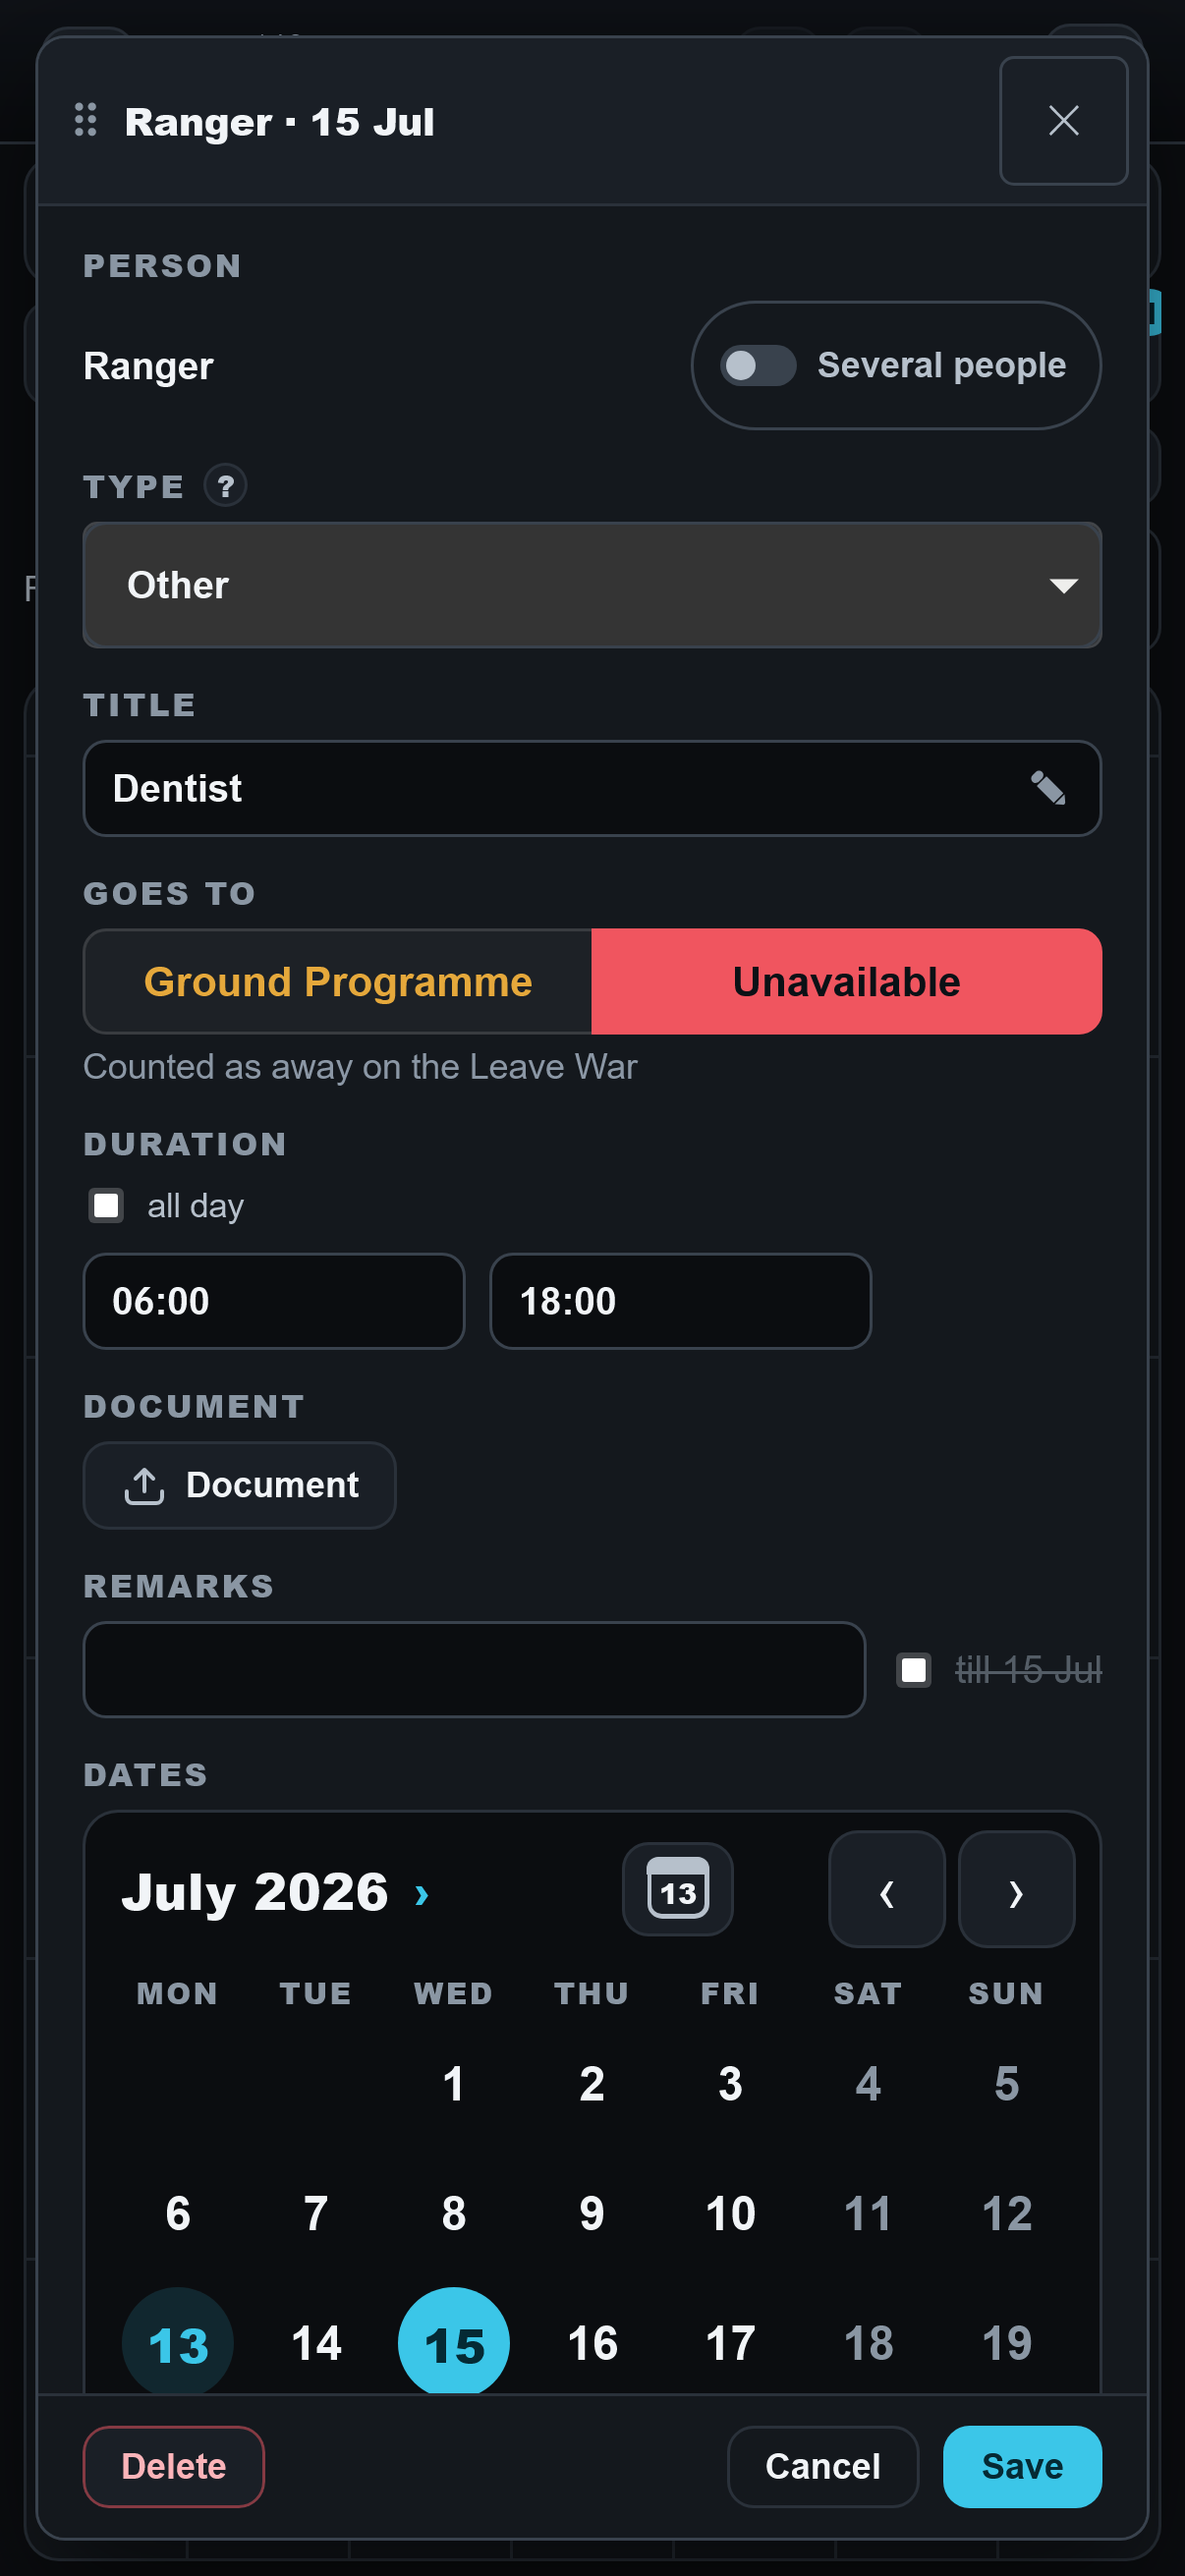 Ranger · 15 Jul
PERSON
Ranger
Several people
TYPE ?
Other
TITLE
Dentist
GOES TO
Ground Programme
Unavailable
Counted as away on the Leave War
DURATION
all day
06:00 18:00
DOCUMENT
Document
REMARKS
till 15 Jul
DATES
July 2026 ›
13
‹ ›
MON TUE WED THU FRI SAT SUN
1 2 3 4 5
6 7 8 9 10 11 12
13 14 15 16 17 18 19
Delete
Cancel
Save